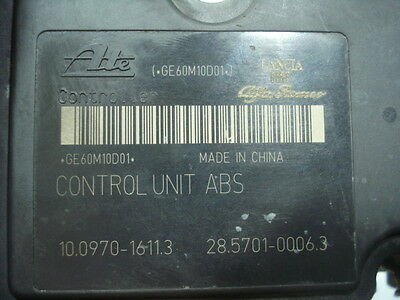 Ate
(•GE60M10D01•)
LANCIA
FIAT
Alfa Romeo
Controller
•GE60M10D01•
MADE IN CHINA
CONTROL UNIT ABS
10.0970-1611.3
28.5701-0006.3